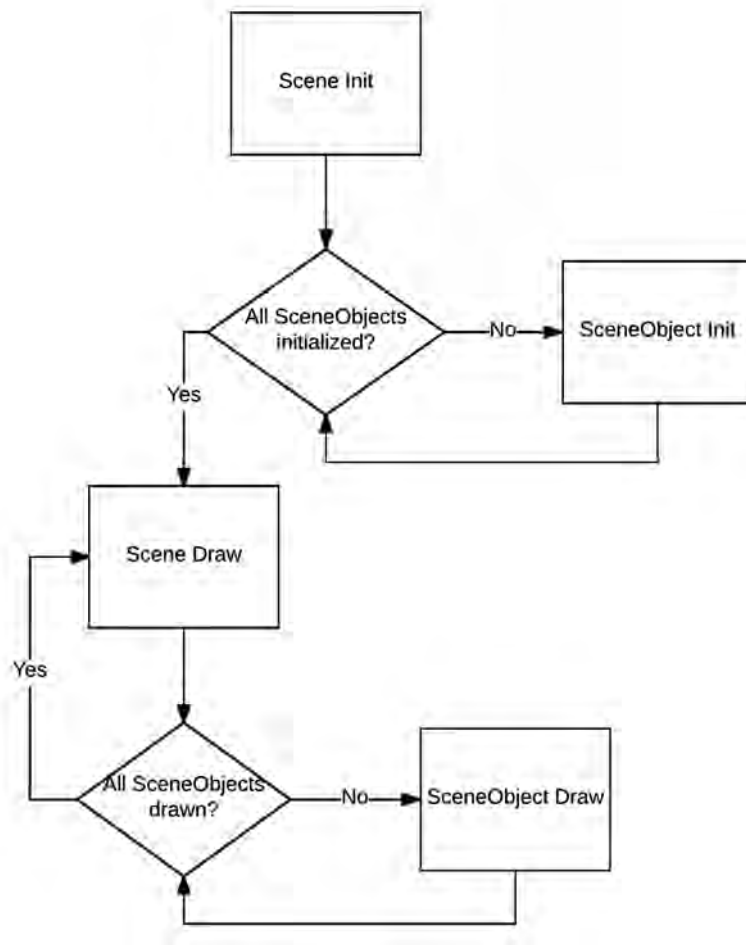 Scene Init
All SceneObjects
initialized?
No
SceneObject Init
Yes
Scene Draw
Yes
All SceneObjects
drawn?
No
SceneObject Draw